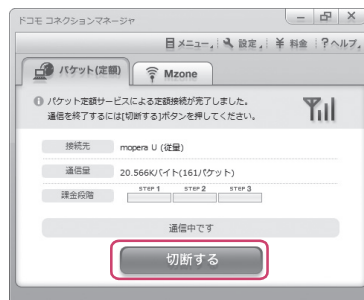 ドコモ コネクションマネージャ
メニュー 設定 ¥ 料金 ? ヘルプ
パケット(定額) Mzone
パケット定額サービスによる定額接続が完了しました。
通信を終了するには[切断する]ボタンを押してください。
接続先 mopera U (従量)
通信量 20.566Kバイト(161パケット)
STEP 1 STEP 2 STEP 3
課金段階
通信中です
切断する